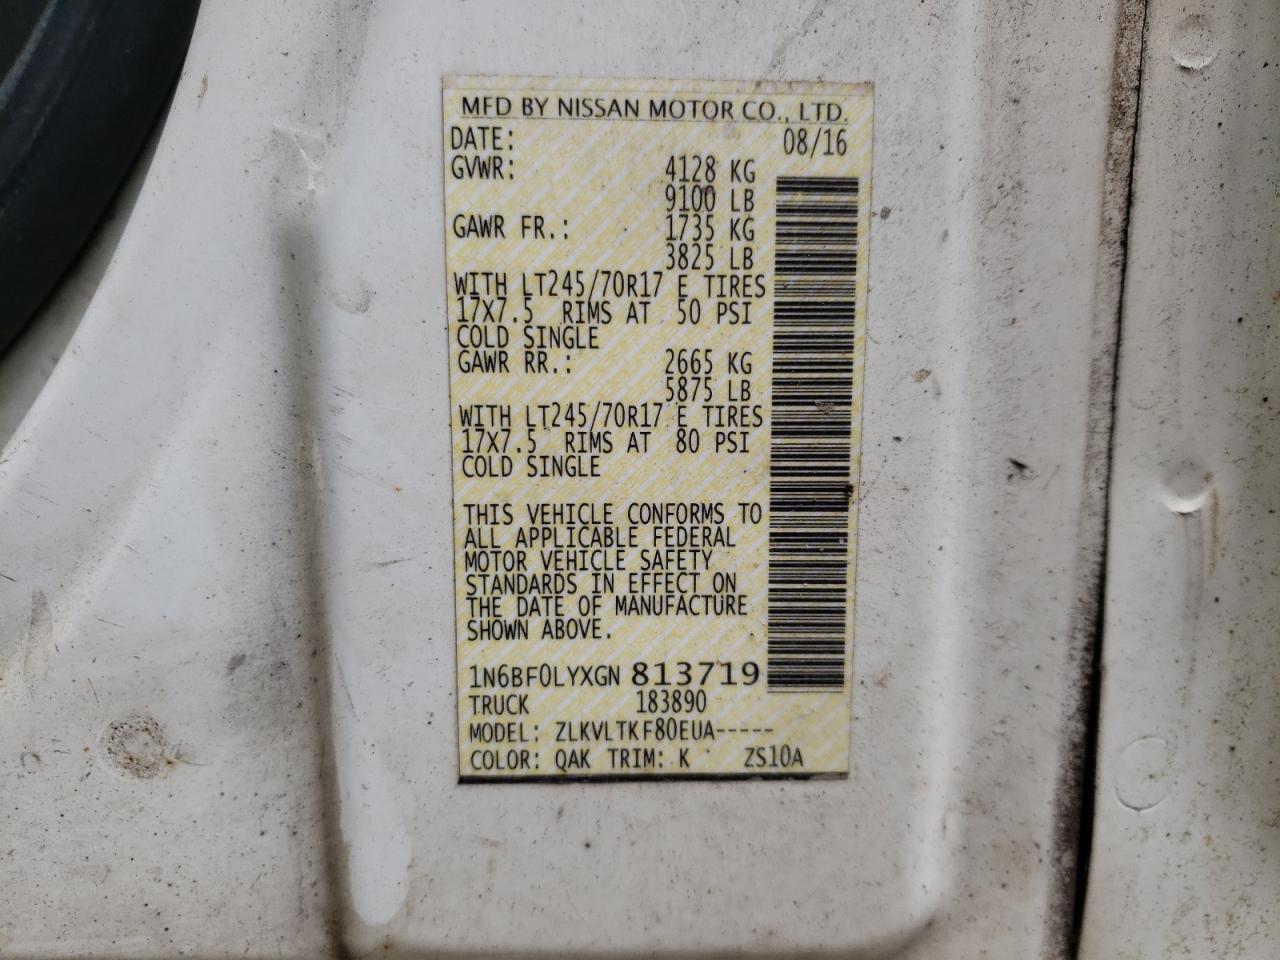 MFD BY NISSAN MOTOR CO., LTD.
DATE: 08/16
GVWR: 4128 KG
9100 LB
GAWR FR.: 1735 KG
3825 LB
WITH LT245/70R17 E TIRES
17X7.5 RIMS AT 50 PSI
COLD SINGLE
GAWR RR.: 2665 KG
5875 LB
WITH LT245/70R17 E TIRES
17X7.5 RIMS AT 80 PSI
COLD SINGLE
THIS VEHICLE CONFORMS TO
ALL APPLICABLE FEDERAL
MOTOR VEHICLE SAFETY
STANDARDS IN EFFECT ON
THE DATE OF MANUFACTURE
SHOWN ABOVE.
1N6BF0LYXGN 813719
TRUCK 183890
MODEL: ZLKVLTKF80EUA-----
COLOR: QAK TRIM: K ZS10A